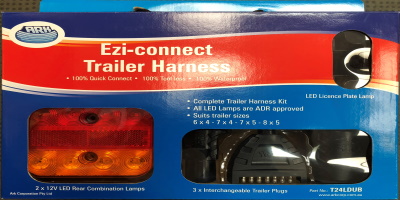 ARK
Ezi-connect
Trailer Harness
• 100% Quick Connect • 100% Tool-less • 100% Waterproof
LED Licence Plate Lamp
• Complete Trailer Harness Kit
• All LED Lamps are ADR approved
• Suits trailer sizes
6 x 4 - 7 x 4 - 7 x 5 - 8 x 5
2 x 12V LED Rear Combination Lamps
3 x Interchangeable Trailer Plugs
Part No: T24LDUB
Ark Corporation Pty Ltd